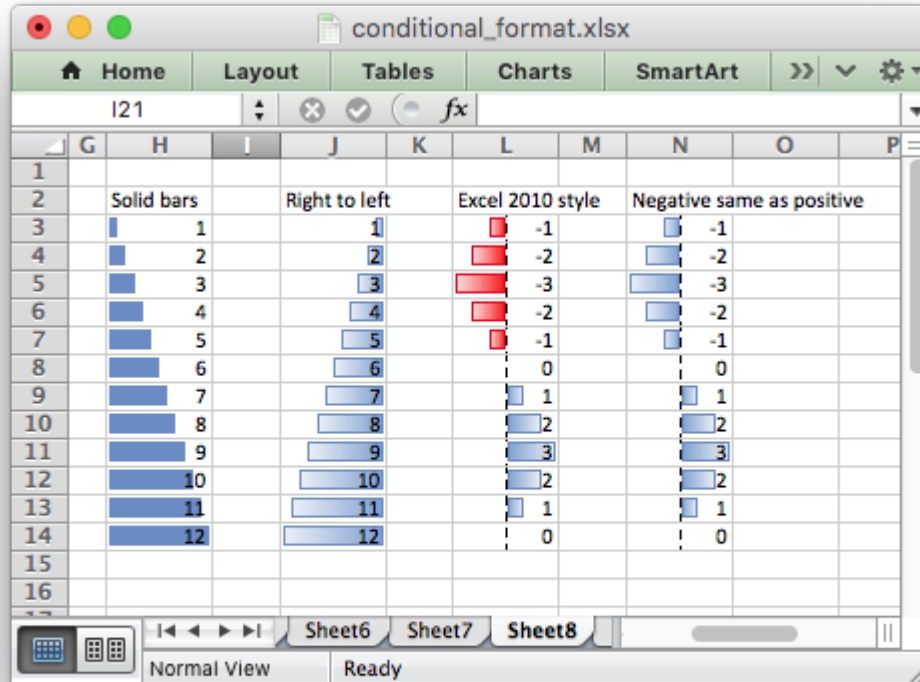 conditional_format.xlsx
Home Layout Tables Charts SmartArt
I21 fx
G H I J K L M N O P
1
2 Solid bars Right to left Excel 2010 style Negative same as positive
3 1 1 -1 -1
4 2 2 -2 -2
5 3 3 -3 -3
6 4 4 -2 -2
7 5 5 -1 -1
8 6 6 0 0
9 7 7 1 1
10 8 8 2 2
11 9 9 3 3
12 10 10 2 2
13 11 11 1 1
14 12 12 0 0
15
16
17
Sheet6 Sheet7 Sheet8
Normal View Ready